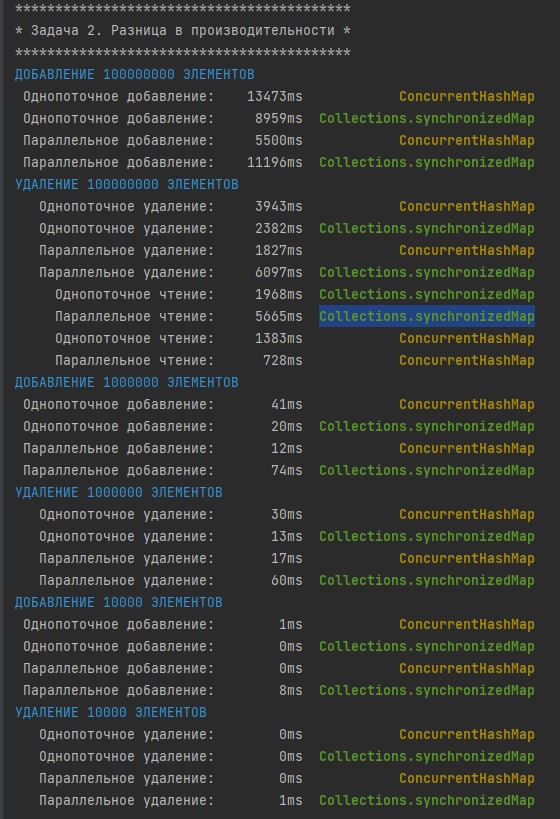 ******************************************
* Задача 2. Разница в производительности *
******************************************
ДОБАВЛЕНИЕ 100000000 ЭЛЕМЕНТОВ
Однопоточное добавление: 13473ms ConcurrentHashMap
Однопоточное добавление: 8959ms Collections.synchronizedMap
Параллельное добавление: 5500ms ConcurrentHashMap
Параллельное добавление: 11196ms Collections.synchronizedMap
УДАЛЕНИЕ 100000000 ЭЛЕМЕНТОВ
Однопоточное удаление: 3943ms ConcurrentHashMap
Однопоточное удаление: 2382ms Collections.synchronizedMap
Параллельное удаление: 1827ms ConcurrentHashMap
Параллельное удаление: 6097ms Collections.synchronizedMap
Однопоточное чтение: 1968ms Collections.synchronizedMap
Параллельное чтение: 5665ms Collections.synchronizedMap
Однопоточное чтение: 1383ms ConcurrentHashMap
Параллельное чтение: 728ms ConcurrentHashMap
ДОБАВЛЕНИЕ 1000000 ЭЛЕМЕНТОВ
Однопоточное добавление: 41ms ConcurrentHashMap
Однопоточное добавление: 20ms Collections.synchronizedMap
Параллельное добавление: 12ms ConcurrentHashMap
Параллельное добавление: 74ms Collections.synchronizedMap
УДАЛЕНИЕ 1000000 ЭЛЕМЕНТОВ
Однопоточное удаление: 30ms ConcurrentHashMap
Однопоточное удаление: 13ms Collections.synchronizedMap
Параллельное удаление: 17ms ConcurrentHashMap
Параллельное удаление: 60ms Collections.synchronizedMap
ДОБАВЛЕНИЕ 10000 ЭЛЕМЕНТОВ
Однопоточное добавление: 1ms ConcurrentHashMap
Однопоточное добавление: 0ms Collections.synchronizedMap
Параллельное добавление: 0ms ConcurrentHashMap
Параллельное добавление: 8ms Collections.synchronizedMap
УДАЛЕНИЕ 10000 ЭЛЕМЕНТОВ
Однопоточное удаление: 0ms ConcurrentHashMap
Однопоточное удаление: 0ms Collections.synchronizedMap
Параллельное удаление: 0ms ConcurrentHashMap
Параллельное удаление: 1ms Collections.synchronizedMap